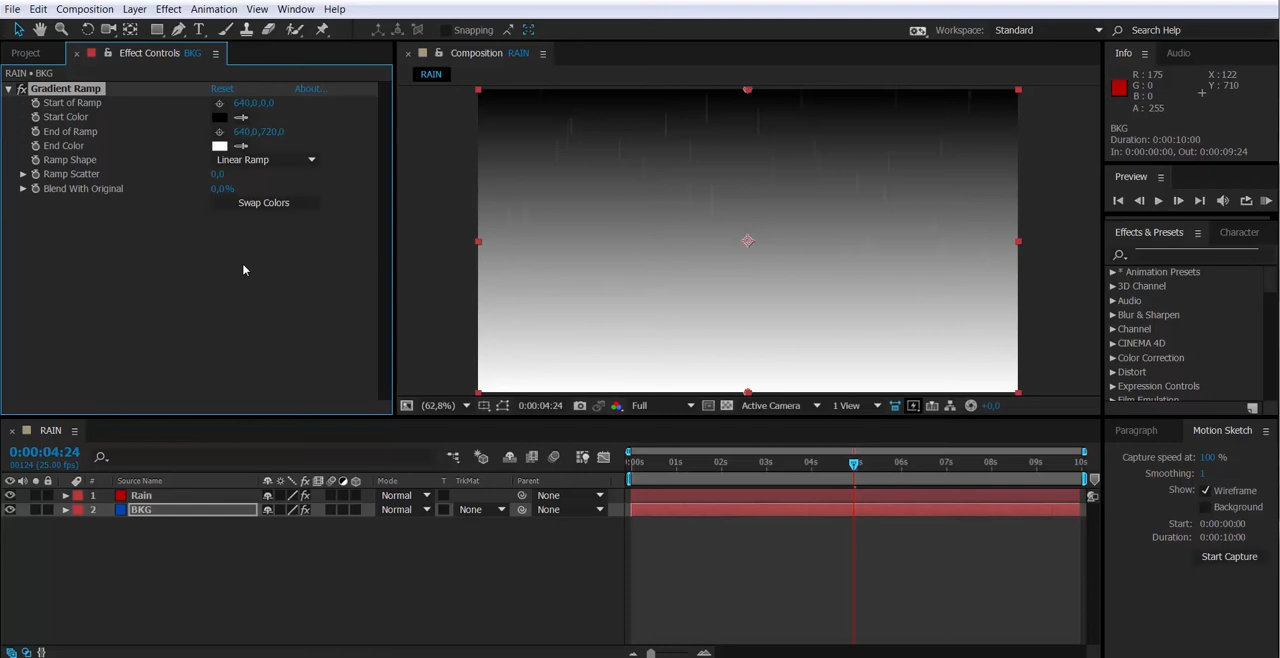 File Edit Composition Layer Effect Animation View Window Help
Snapping Workspace: Standard Search Help
Project × Effect Controls BKG Composition RAIN Info Audio
RAIN • BKG RAIN
fx Gradient Ramp Reset About...
Start of Ramp 640,0,0,0
Start Color
End of Ramp 640,0,720,0
End Color
Ramp Shape Linear Ramp
Ramp Scatter 0,0
Blend With Original 0,0%
Swap Colors
R : 175 X : 122
G : 0 Y : 710
B : 0
A : 255
BKG
Duration: 0:00:10:00
In: 0:00:00:00, Out: 0:00:09:24
Preview
Effects & Presets Character
* Animation Presets
3D Channel
Audio
Blur & Sharpen
Channel
CINEMA 4D
Color Correction
Distort
Expression Controls
Film Emulation
(62,8%) 0:00:04:24 Full Active Camera 1 View +0,0
× RAIN
0:00:04:24
00124 (25.00 fps)
:00s 01s 02s 03s 04s 06s 07s 08s 09s 10s
# Source Name fx Mode T TrkMat Parent
1 Rain fx Normal None
2 BKG fx Normal None None
Paragraph Motion Sketch
Capture speed at: 100 %
Smoothing: 1
Show: Wireframe
Background
Start: 0:00:00:00
Duration: 0:00:10:00
Start Capture